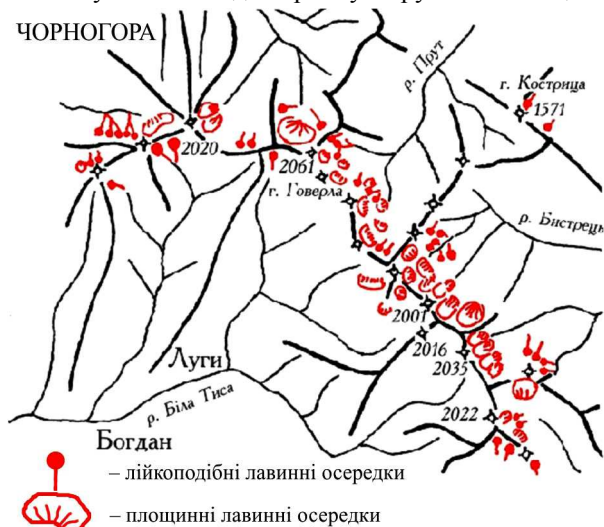 ЧОРНОГОРА
р. Прут
г. Кострица
1571
2020
2061
г. Говерла
р. Бистрець
2001
2016
2035
Луги
р. Біла Тиса
2022
Богдан
– лійкоподібні лавинні осередки
– площинні лавинні осередки